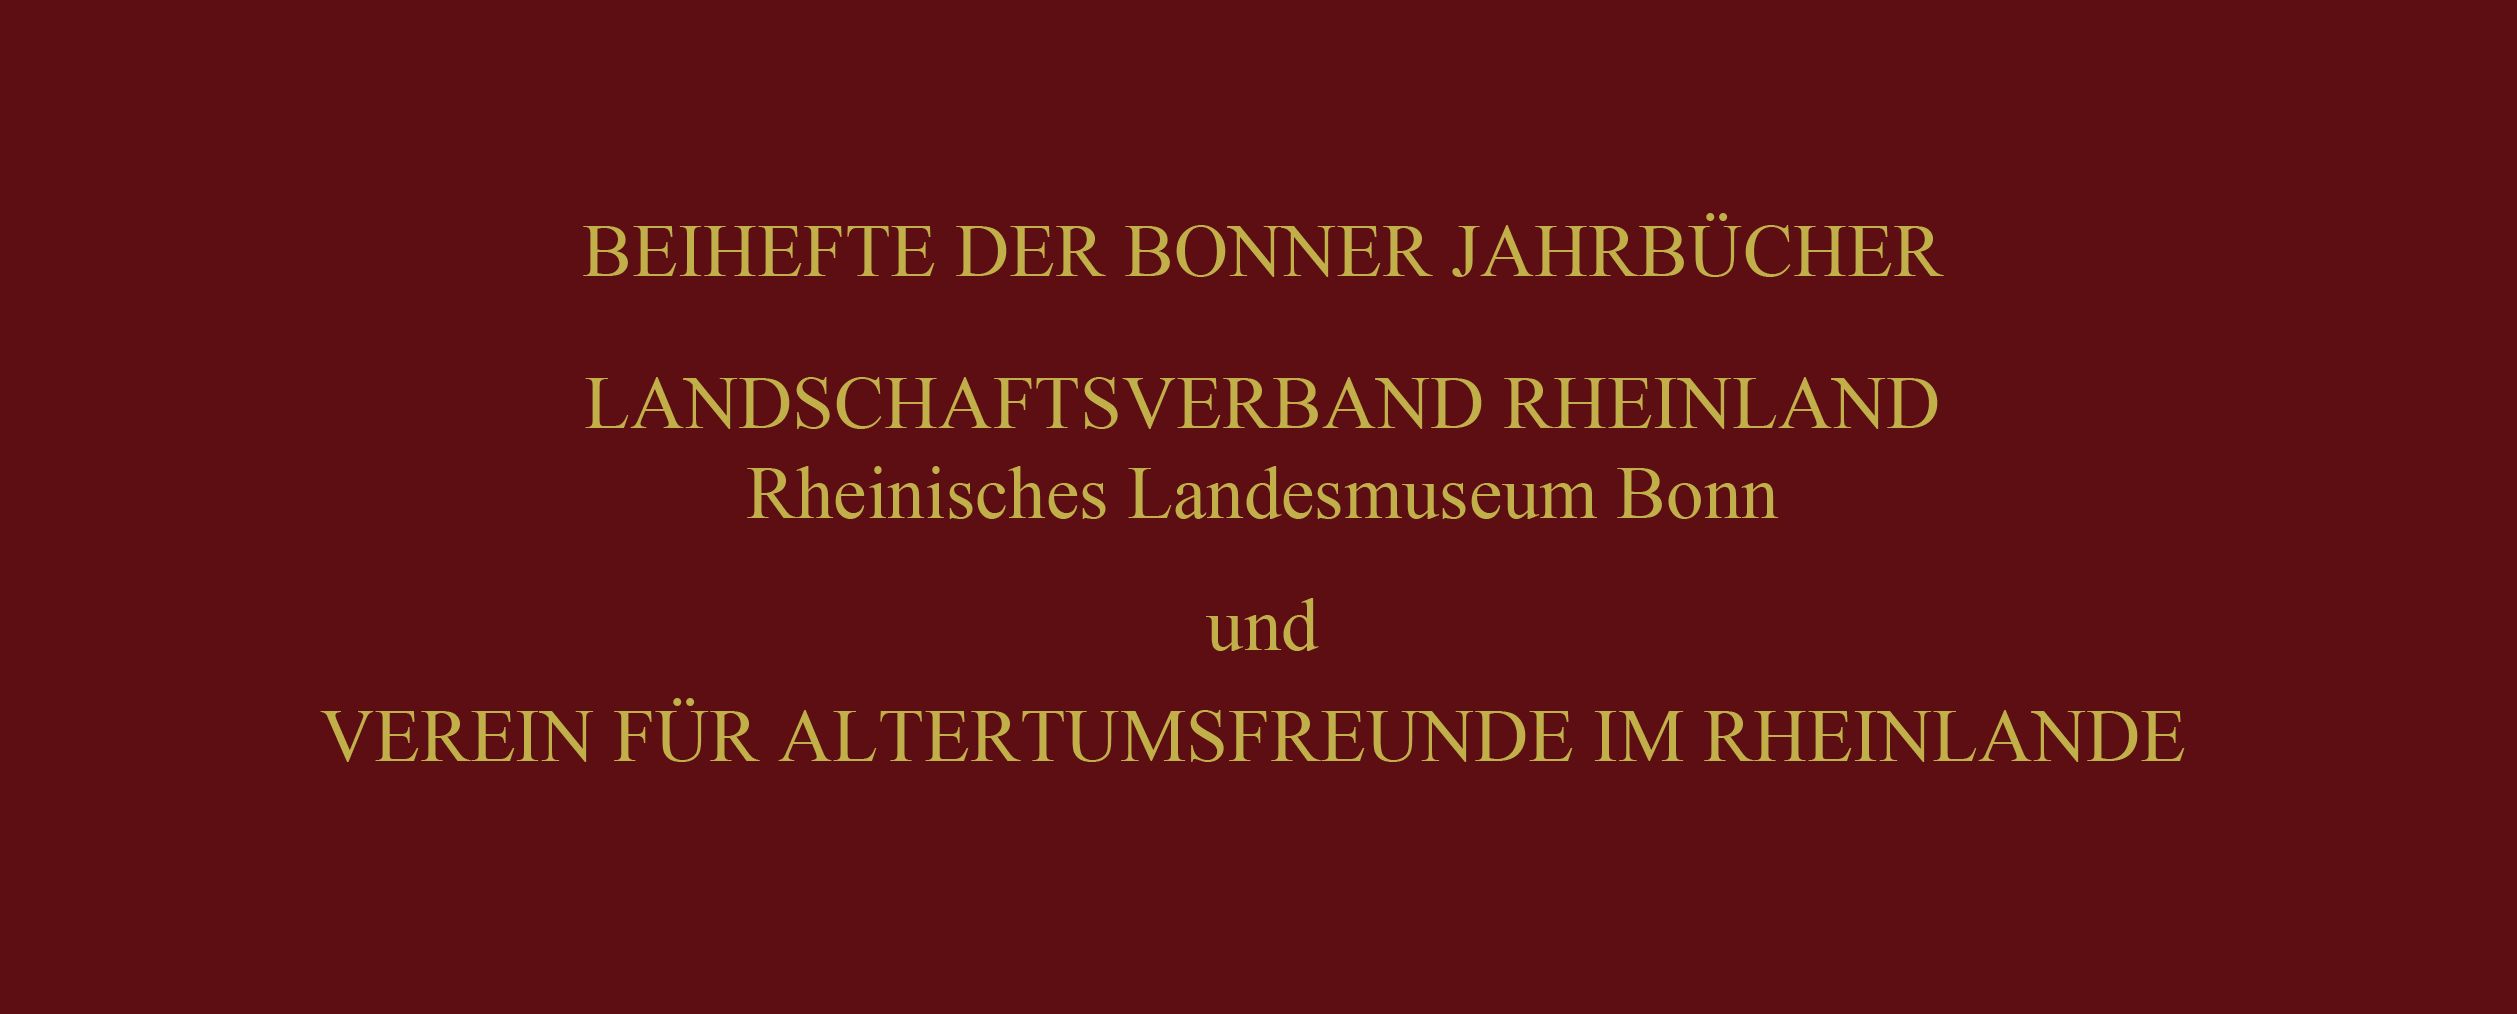 BEIHEFTE DER BONNER JAHRBÜCHER
LANDSCHAFTSVERBAND RHEINLAND
Rheinisches Landesmuseum Bonn
und
VEREIN FÜR ALTERTUMSFREUNDE IM RHEINLANDE